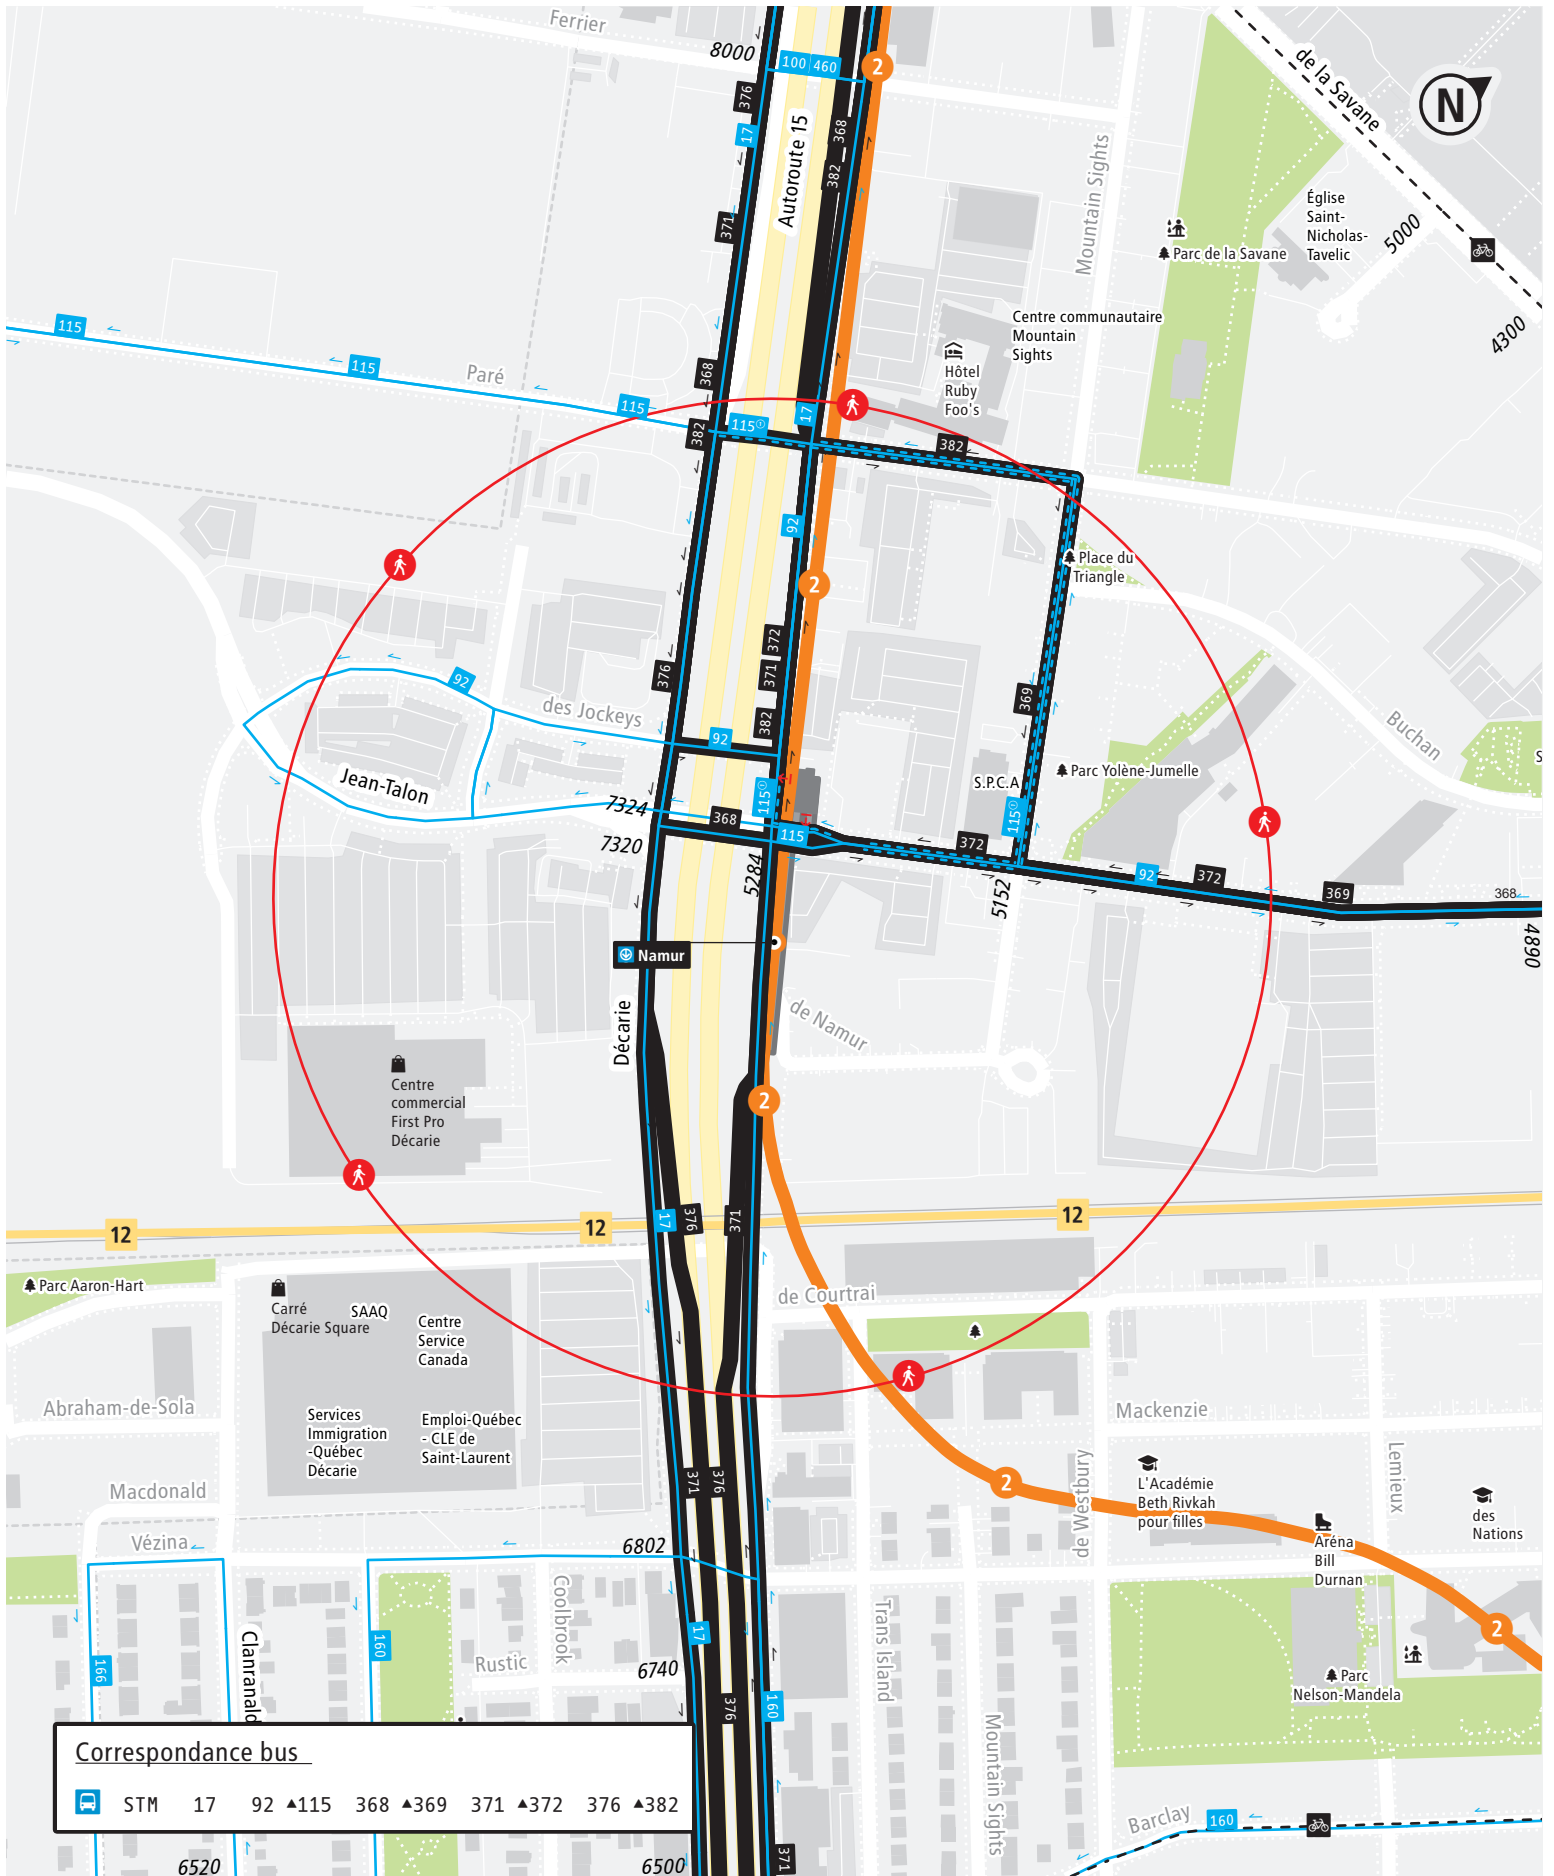 Ferrier
8000
100 460
2
de la Savane
N
376
17
Autoroute 15
368
382
Mountain Sights
371
Église
Saint-
Nicholas-
Tavelic
5000
Parc de la Savane
4300
115
115
Paré
115
368
382
115①
17
Centre communautaire
Mountain
Sights
Hôtel
Ruby
Foo's
382
92
2
Place du
Triangle
372
371
376
382
92
des Jockeys
92
369
Buchan
Jean-Talon
7324
7320
368
115①
115
S.P.C.A
Parc Yolène-Jumelle
S
115①
372
5284
5152
92
372
369
368
4890
Namur
Décarie
de Namur
Centre
commercial
First Pro
Décarie
2
12
12
17
376
371
12
Parc Aaron-Hart
Carré
Décarie Square
SAAQ
Centre
Service
Canada
de Courtrai
Abraham-de-Sola
Services
Immigration
-Québec
Décarie
Emploi-Québec
- CLE de
Saint-Laurent
Mackenzie
Macdonald
371
376
2
de Westbury
L'Académie
Beth Rivkah
pour filles
Lemieux
des
Nations
Vézina
6802
Aréna
Bill
Durnan
Coolbrook
Trans Island
17
166
Clanranald
160
Rustic
6740
2
376
160
Parc
Nelson-Mandela
Mountain Sights
Correspondance bus
STM 17 92 ▲115 368 ▲369 371 ▲372 376 ▲382
Barclay
160
6520
6500
371